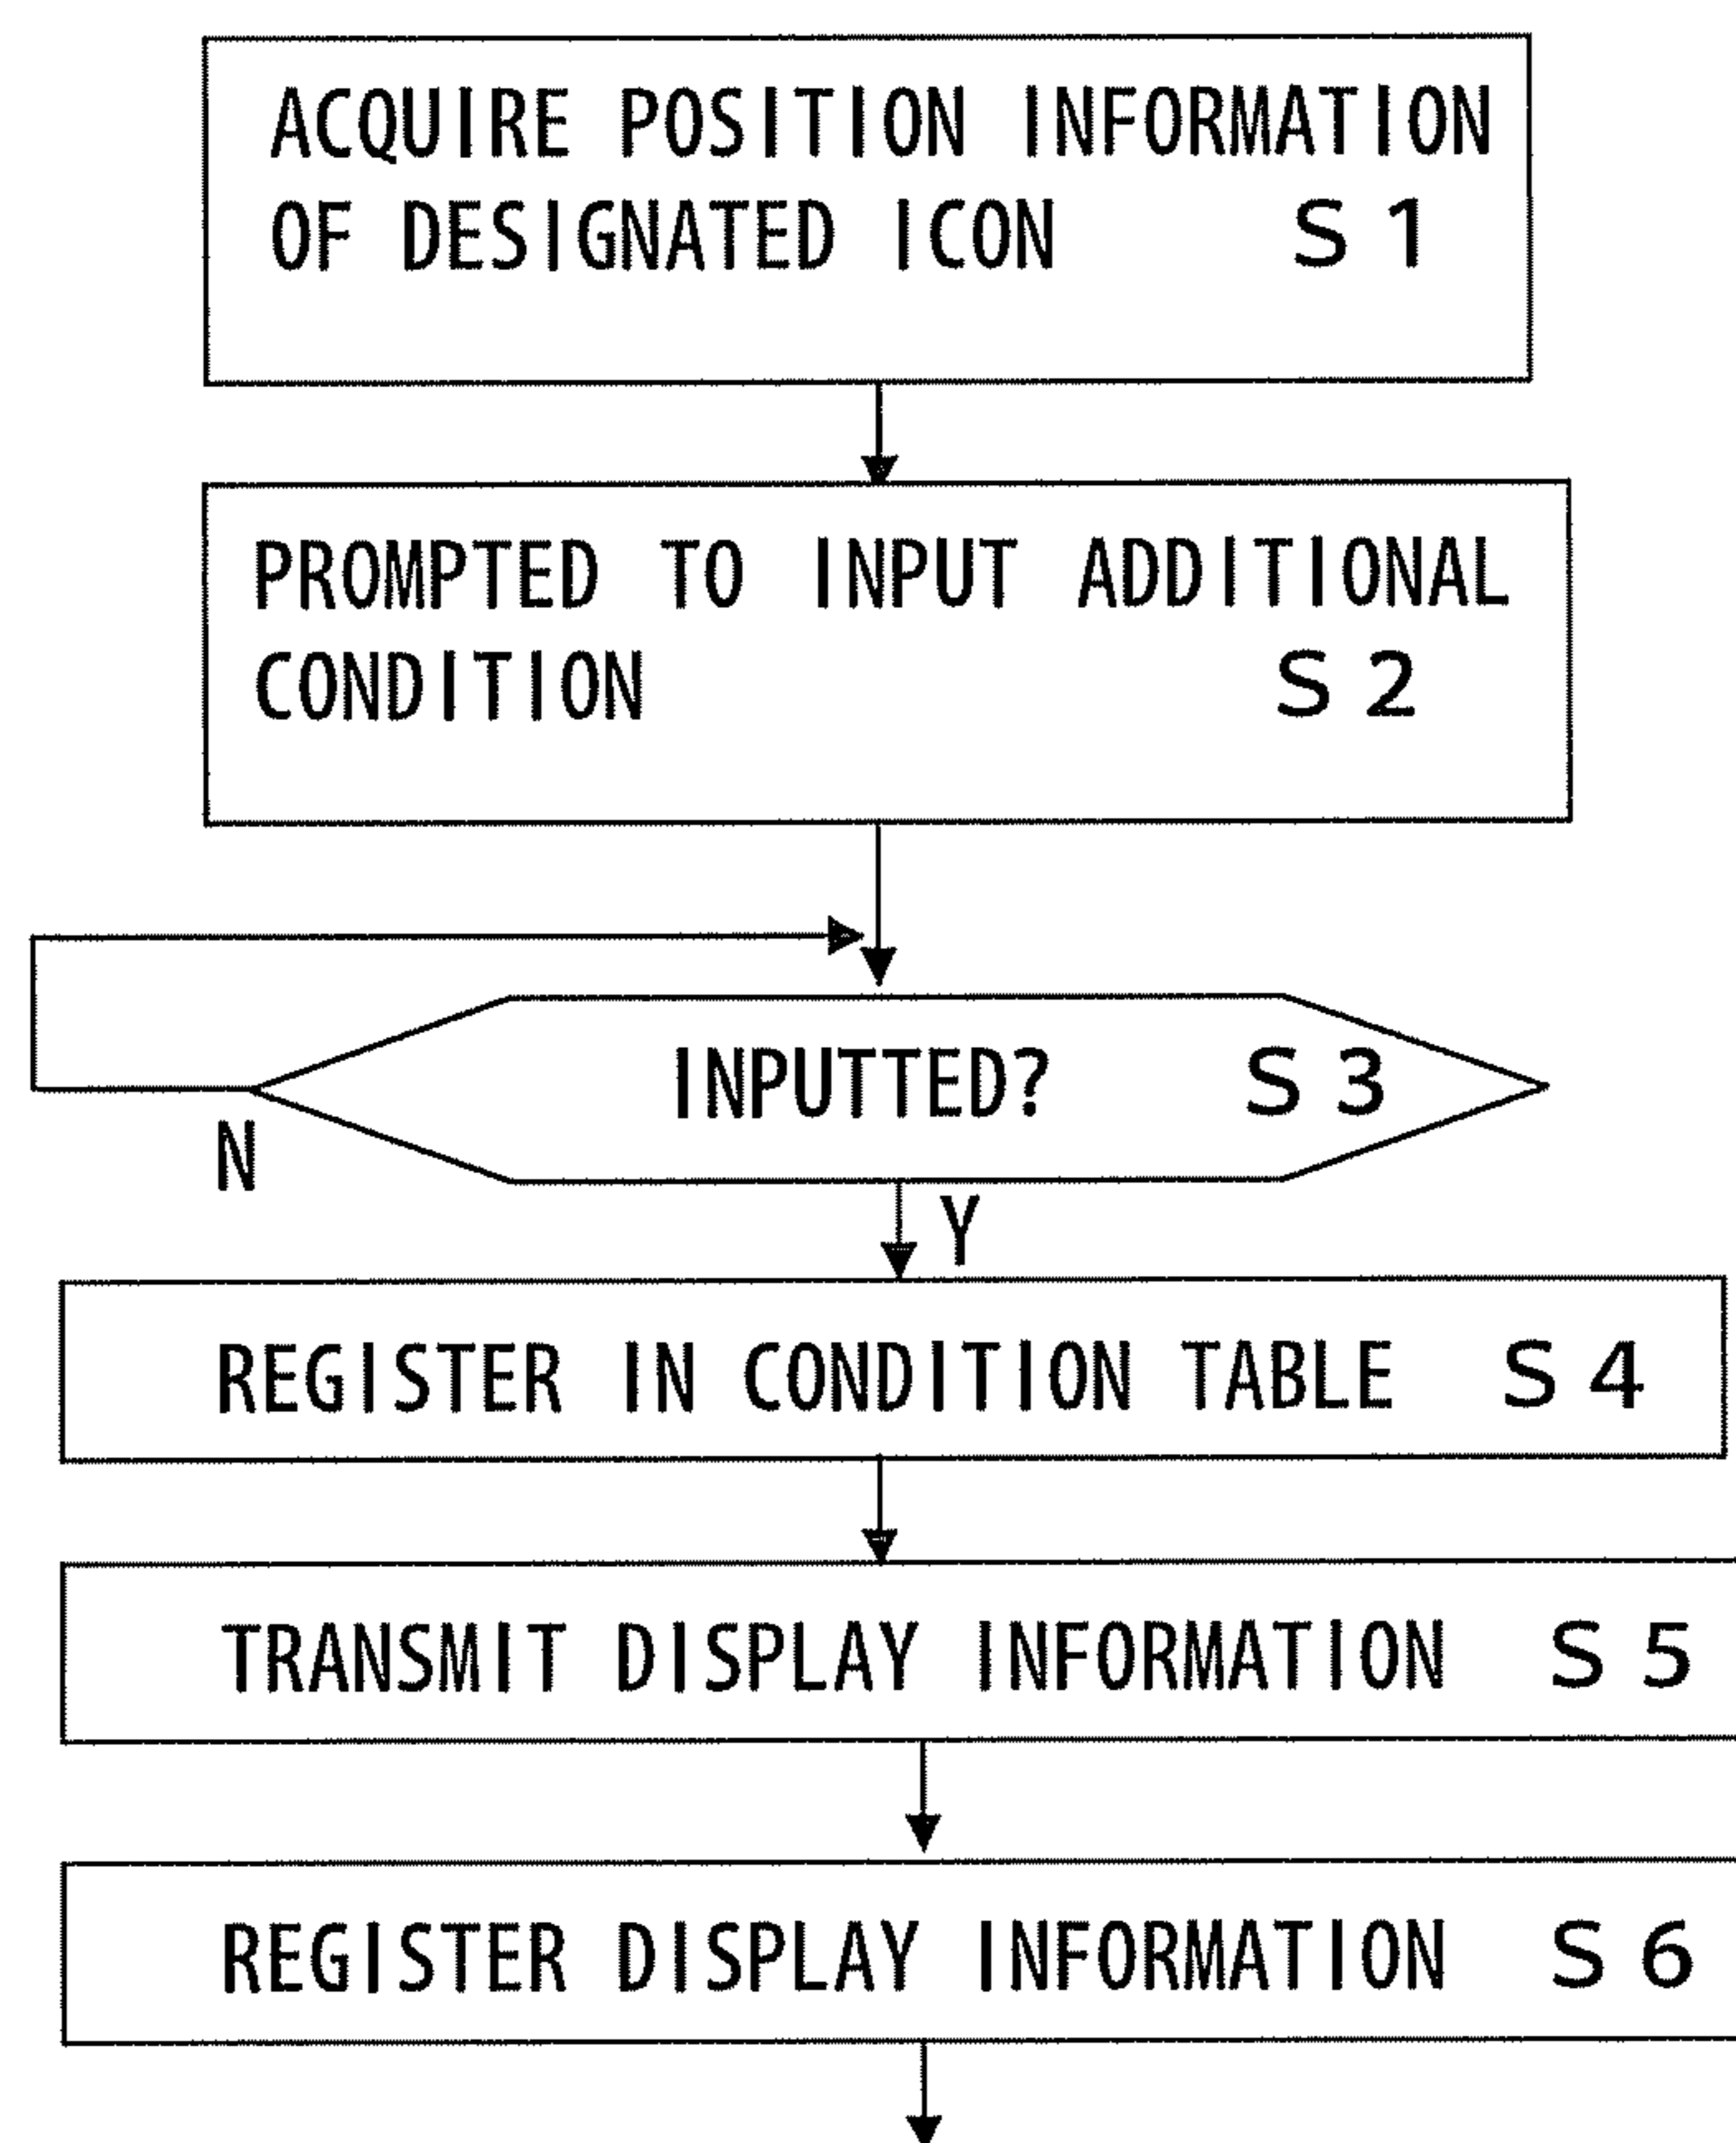 ACQUIRE POSITION INFORMATION
OF DESIGNATED ICON S1
PROMPTED TO INPUT ADDITIONAL
CONDITION S2
INPUTTED? S3
N
Y
REGISTER IN CONDITION TABLE S4
TRANSMIT DISPLAY INFORMATION S5
REGISTER DISPLAY INFORMATION S6